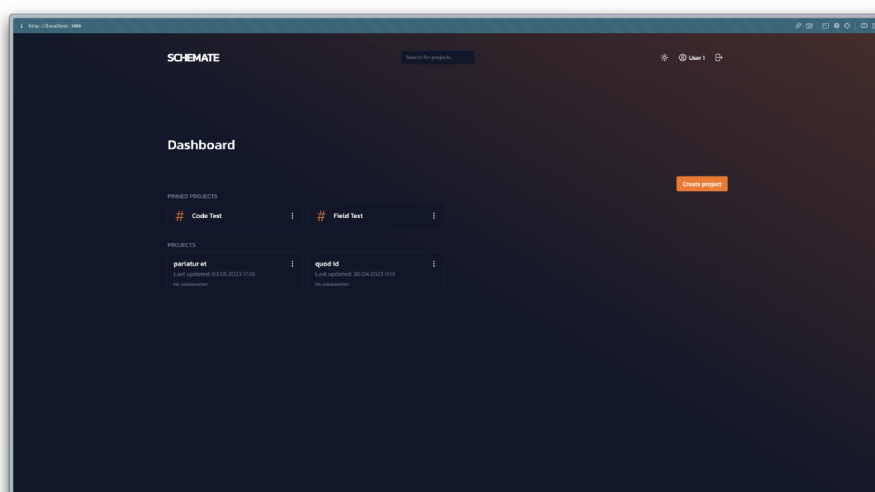 http://localhost:3000
SCHEMATE
Search for projects...
User 1
Dashboard
Create project
PINNED PROJECTS
# Code Test
# Field Test
PROJECTS
pariatur et
Last updated: 02.05.2023 17:13
No collaboration
quod id
Last updated: 30.04.2023 11:13
No collaboration